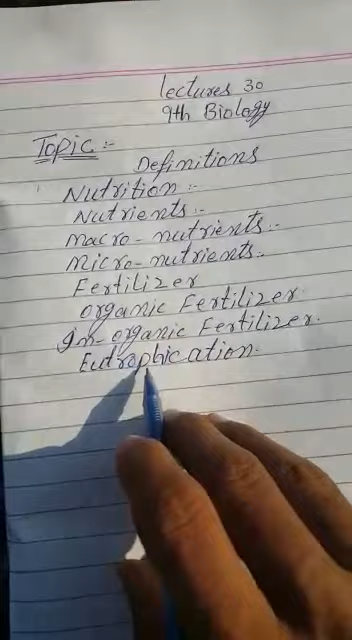 lectures 30
9th Biology
Topic :-
Definitions
Nutrition :-
Nutrients :-
Macro-nutrients :-
Micro-nutrients :-
Fertilizer
organic Fertilizer.
In-organic Fertilizer.
Eutrophication.